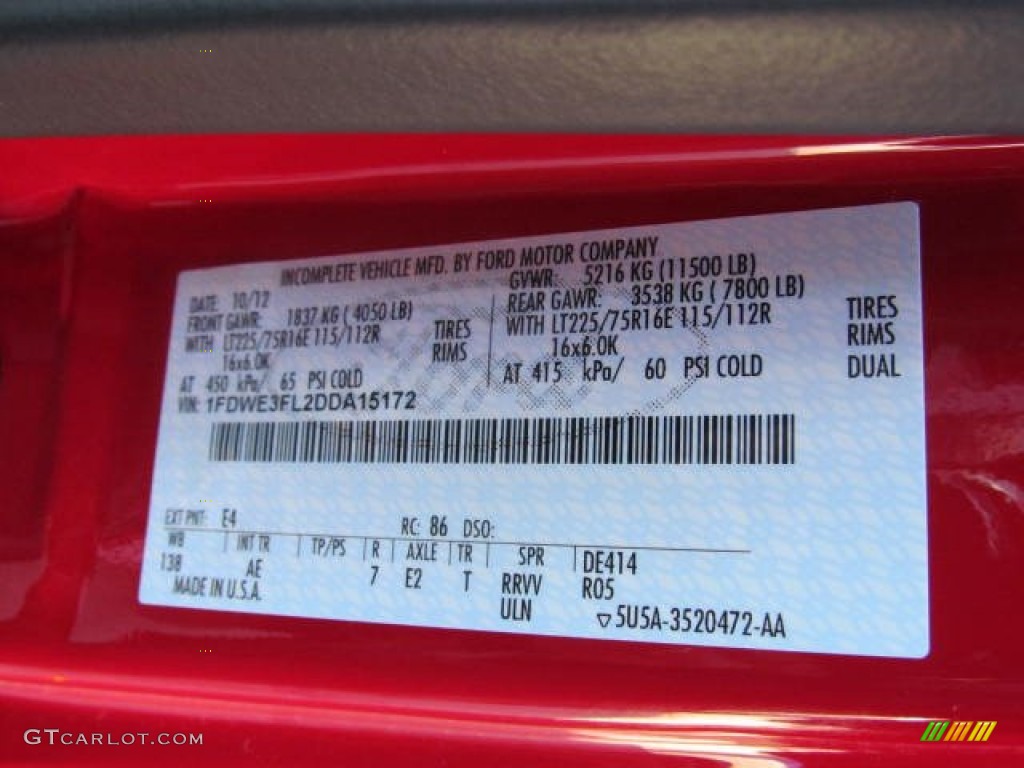 INCOMPLETE VEHICLE MFD. BY FORD MOTOR COMPANY
DATE: 10/12 GVWR: 5216 KG (11500 LB)
FRONT GAWR: 1837 KG ( 4050 LB) REAR GAWR: 3538 KG ( 7800 LB)
WITH LT225/75R16E 115/112R TIRES WITH LT225/75R16E 115/112R TIRES
16x6.0K RIMS 16x6.0K RIMS
AT 450 kPa/ 65 PSI COLD AT 415 kPa/ 60 PSI COLD DUAL
VIN: 1FDWE3FL2DDA15172
EXT PNT: E4 RC: 86 DSO:
WB INT TR TP/PS R AXLE TR SPR DE414
138 AE 7 E2 T RRVV R05
MADE IN U.S.A. ULN ▽5U5A-3520472-AA
GTCARLOT.COM